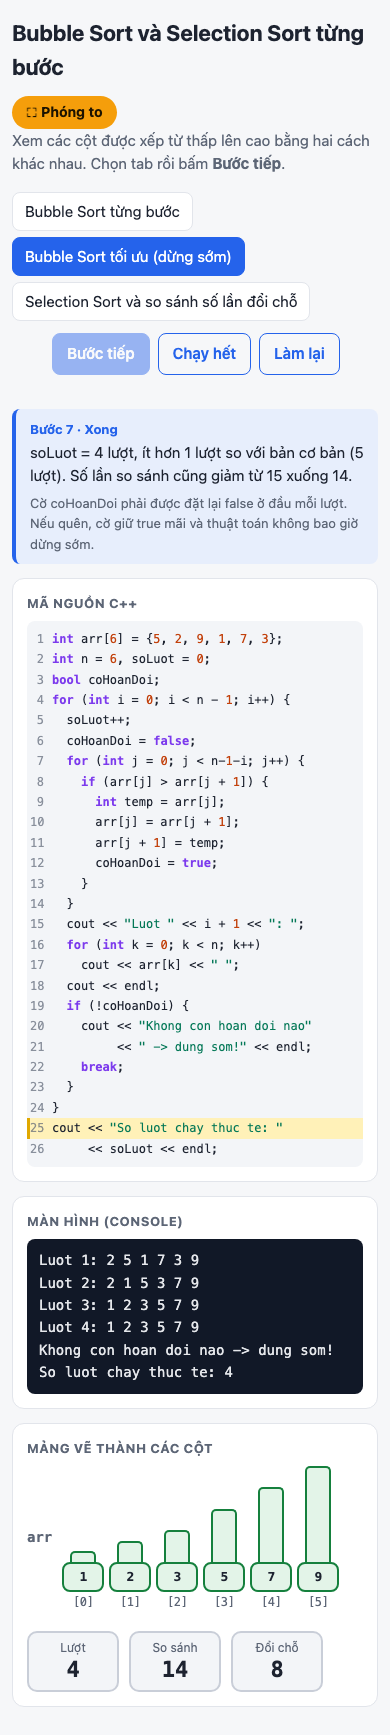 Bubble Sort và Selection Sort từng
bước
⛶ Phóng to
Xem các cột được xếp từ thấp lên cao bằng hai cách
khác nhau. Chọn tab rồi bấm Bước tiếp.
Bubble Sort từng bước
Bubble Sort tối ưu (dừng sớm)
Selection Sort và so sánh số lần đổi chỗ
Bước tiếp Chạy hết Làm lại
Bước 7 · Xong
soLuot = 4 lượt, ít hơn 1 lượt so với bản cơ bản (5
lượt). Số lần so sánh cũng giảm từ 15 xuống 14.
Cờ coHoanDoi phải được đặt lại false ở đầu mỗi lượt.
Nếu quên, cờ giữ true mãi và thuật toán không bao giờ
dừng sớm.
MÃ NGUỒN C++
1 int arr[6] = {5, 2, 9, 1, 7, 3};
2 int n = 6, soLuot = 0;
3 bool coHoanDoi;
4 for (int i = 0; i < n - 1; i++) {
5   soLuot++;
6   coHoanDoi = false;
7   for (int j = 0; j < n-1-i; j++) {
8     if (arr[j] > arr[j + 1]) {
9       int temp = arr[j];
10       arr[j] = arr[j + 1];
11       arr[j + 1] = temp;
12       coHoanDoi = true;
13     }
14   }
15   cout << "Luot " << i + 1 << ": ";
16   for (int k = 0; k < n; k++)
17     cout << arr[k] << " ";
18   cout << endl;
19   if (!coHoanDoi) {
20     cout << "Khong con hoan doi nao"
21          << " -> dung som!" << endl;
22     break;
23   }
24 }
25 cout << "So luot chay thuc te: "
26      << soLuot << endl;
MÀN HÌNH (CONSOLE)
Luot 1: 2 5 1 7 3 9
Luot 2: 2 1 5 3 7 9
Luot 3: 1 2 3 5 7 9
Luot 4: 1 2 3 5 7 9
Khong con hoan doi nao -> dung som!
So luot chay thuc te: 4
MẢNG VẼ THÀNH CÁC CỘT
arr
1 2 3 5 7 9
[0] [1] [2] [3] [4] [5]
Lượt So sánh Đổi chỗ
4 14 8